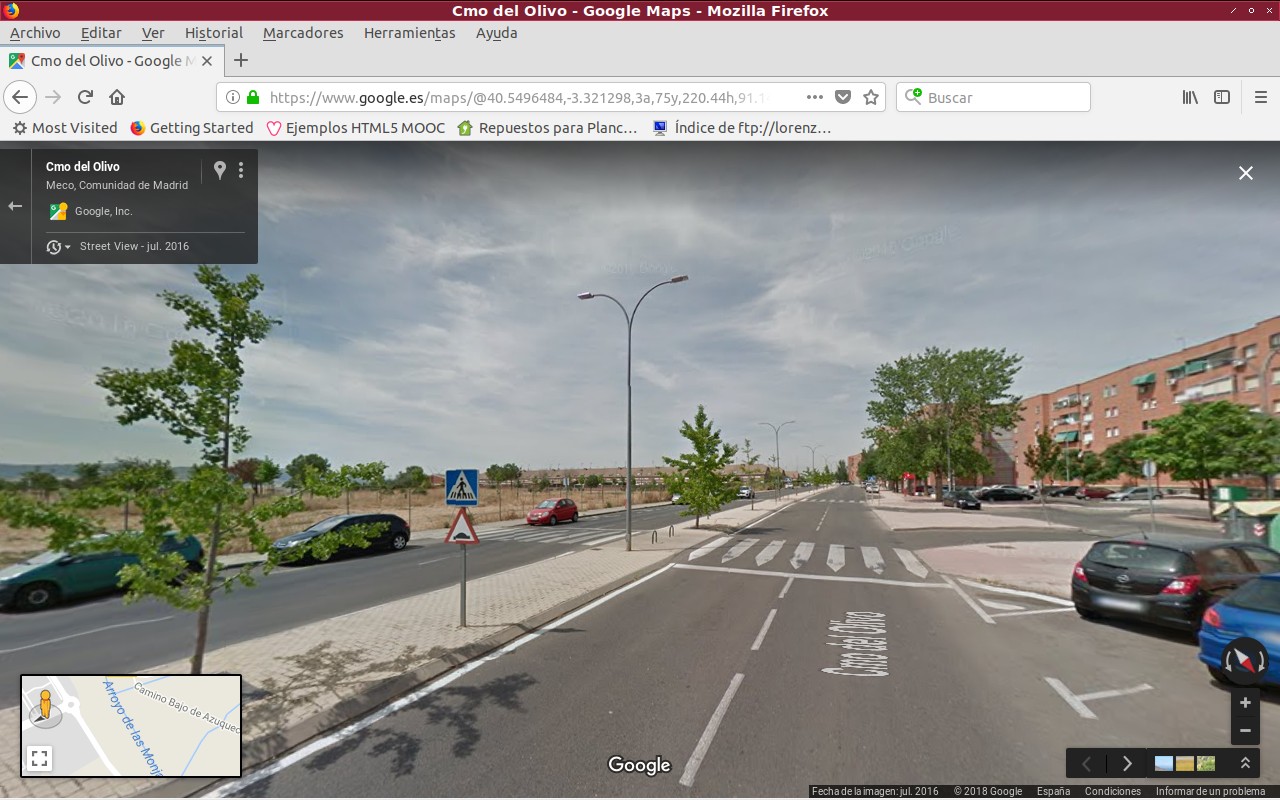 Cmo del Olivo - Google Maps - Mozilla Firefox
Archivo Editar Ver Historial Marcadores Herramientas Ayuda
Cmo del Olivo - Google M
https://www.google.es/maps/@40.5496484,-3.321298,3a,75y,220.44h,91.1
Buscar
Most Visited Getting Started Ejemplos HTML5 MOOC Repuestos para Planc… Índice de ftp://lorenz…
Cmo del Olivo
Meco, Comunidad de Madrid
Google, Inc.
Street View - jul. 2016
Cmo del Olivo
Camino Bajo de Azuquec
Arroyo de las Monja
Google
Fecha de la imagen: jul. 2016 © 2018 Google España Condiciones Informar de un problema